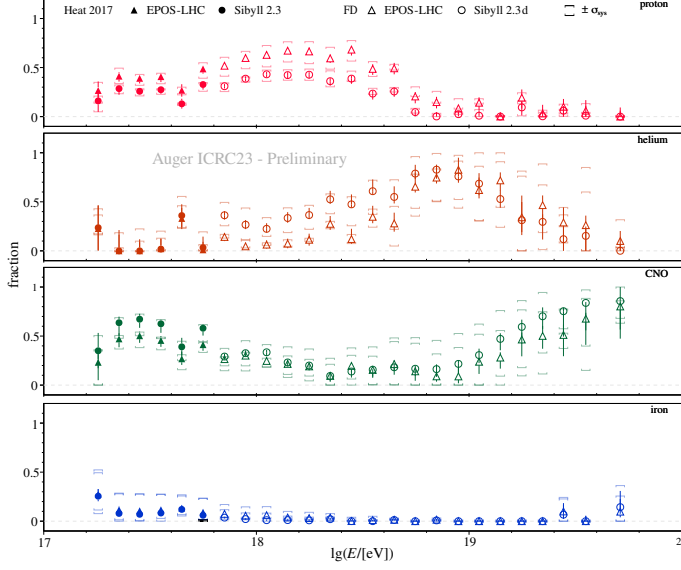 Heat 2017 ▲ EPOS-LHC ● Sibyll 2.3 FD △ EPOS-LHC ○ Sibyll 2.3d ± σsys proton
1
0.5
0
helium
Auger ICRC23 - Preliminary
1
0.5
0
fraction
CNO
1
0.5
0
iron
1
0.5
0
17 18 19 2
lg(E/[eV])